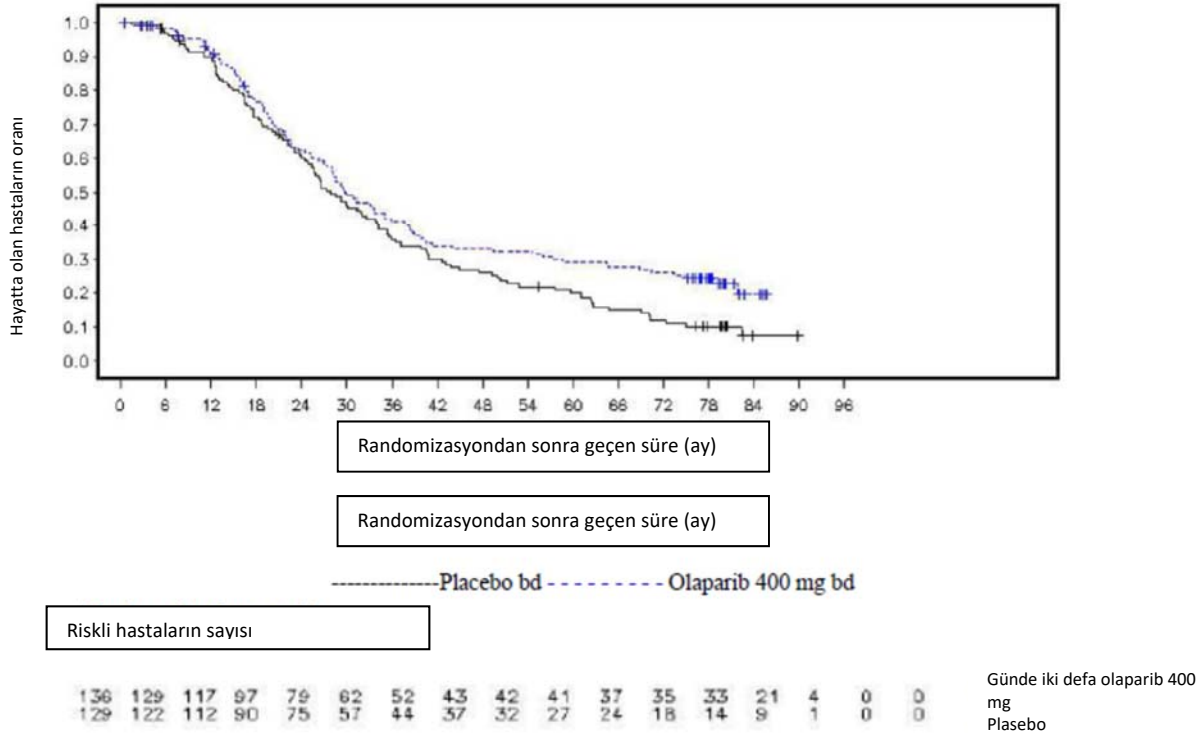 Hayatta olan hastaların oranı
1.0
0.9
0.8
0.7
0.6
0.5
0.4
0.3
0.2
0.1
0.0
0 6 12 18 24 30 36 42 48 54 60 66 72 78 84 90 96
Randomizasyondan sonra geçen süre (ay)
Randomizasyondan sonra geçen süre (ay)
Placebo bd Olaparib 400 mg bd
Riskli hastaların sayısı
136 129 117 97 79 62 52 43 42 41 37 35 33 21 4 0 0
129 122 112 90 75 57 44 37 32 27 24 18 14 9 1 0 0
Günde iki defa olaparib 400
mg
Plasebo